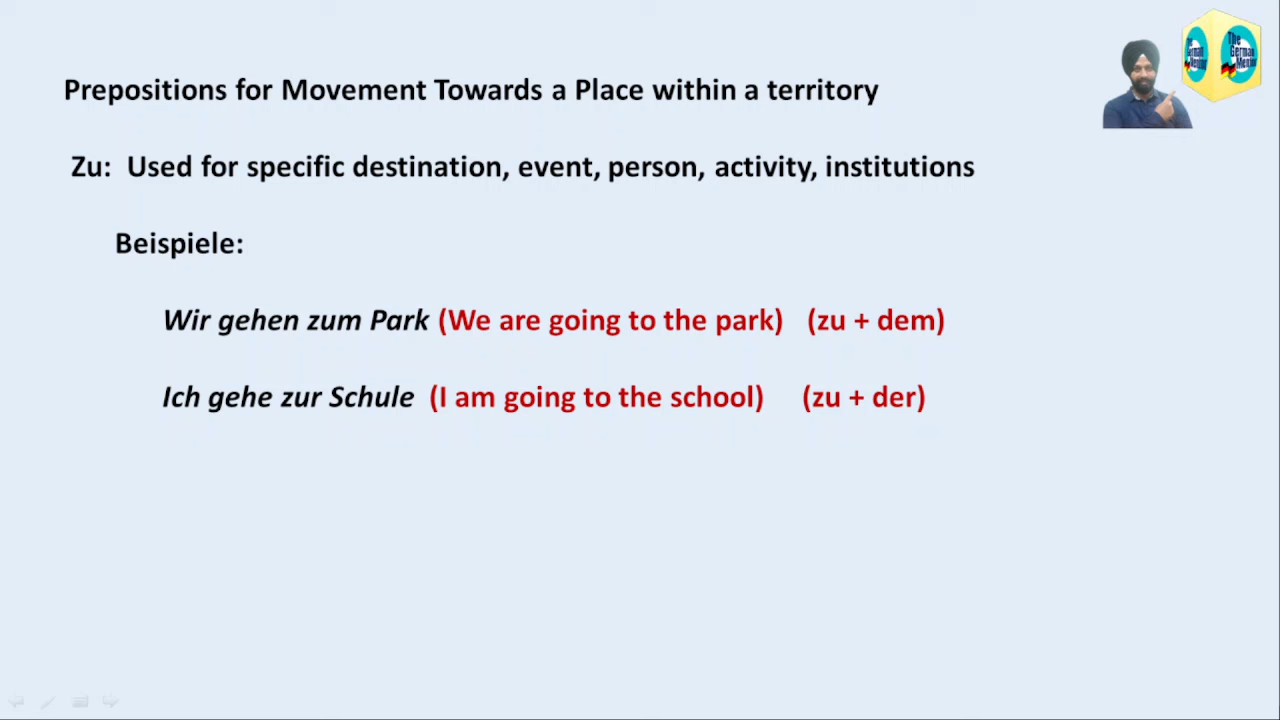 Prepositions for Movement Towards a Place within a territory
Zu: Used for specific destination, event, person, activity, institutions
Beispiele:
Wir gehen zum Park (We are going to the park) (zu + dem)
Ich gehe zur Schule (I am going to the school) (zu + der)
The
German